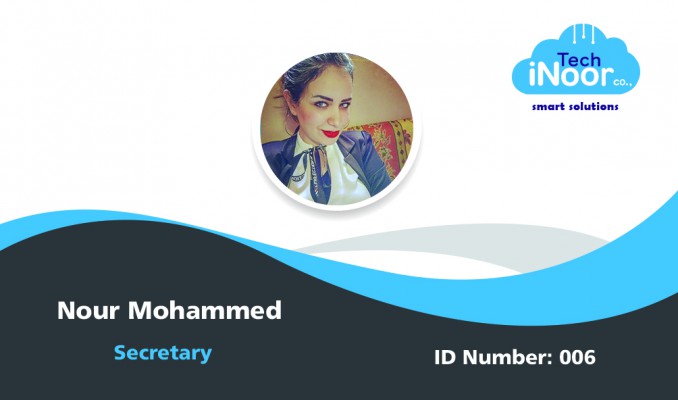 Tech
iNoor co.,
smart solutions
Nour Mohammed
Secretary
ID Number: 006